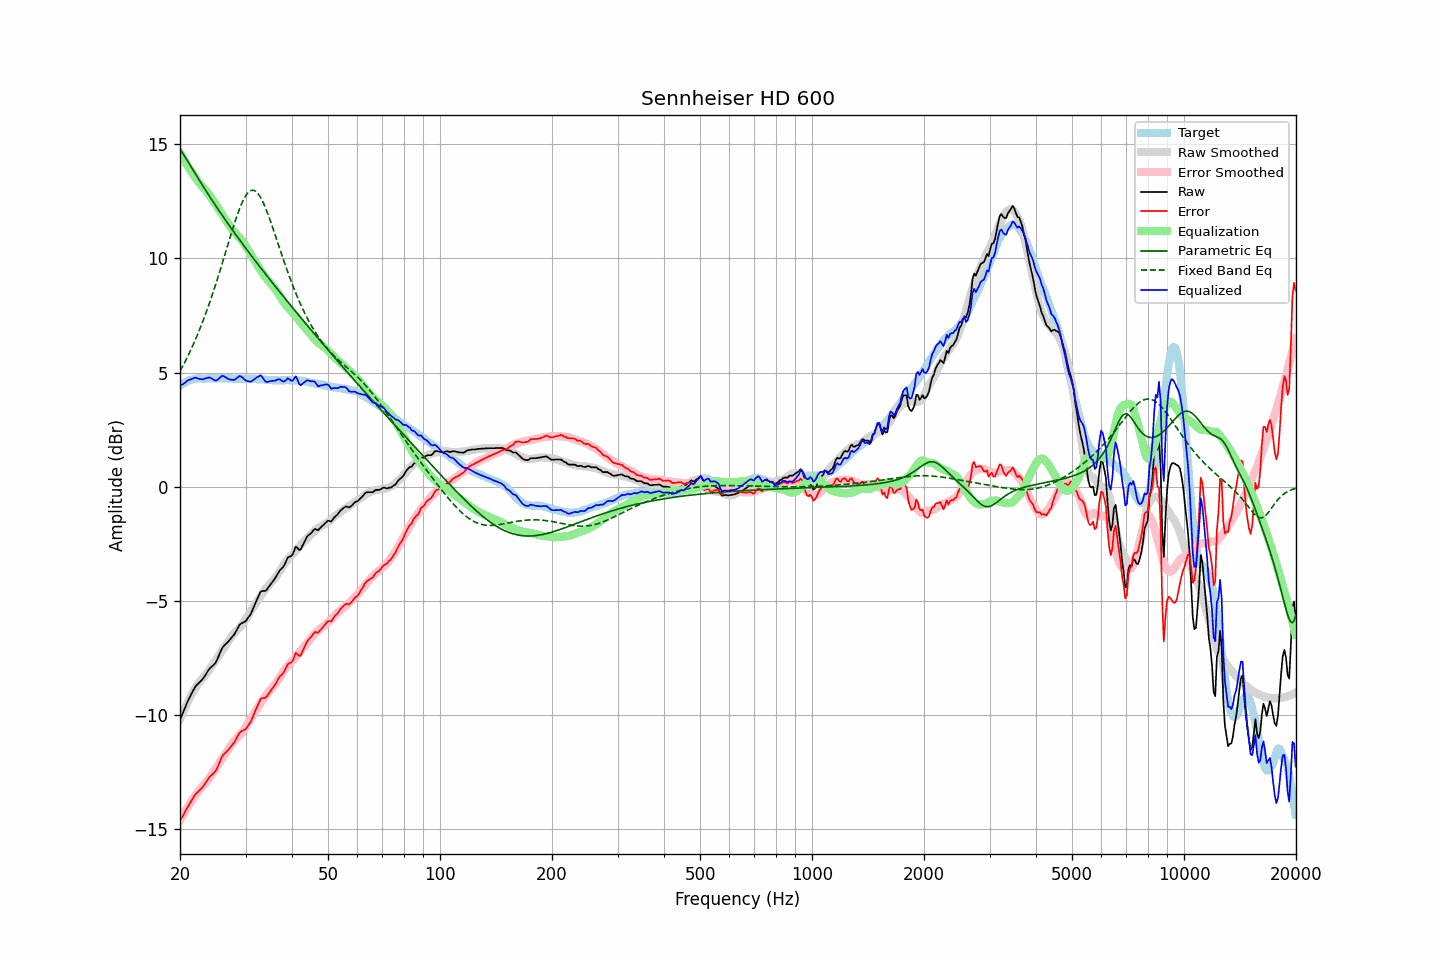 Sennheiser HD 600
Target
Raw Smoothed
Error Smoothed
Raw
Error
Equalization
Parametric Eq
Fixed Band Eq
Equalized
Amplitude (dBr)
15
10
5
0
−5
−10
−15
20 50 100 200 500 1000 2000 5000 10000 20000
Frequency (Hz)